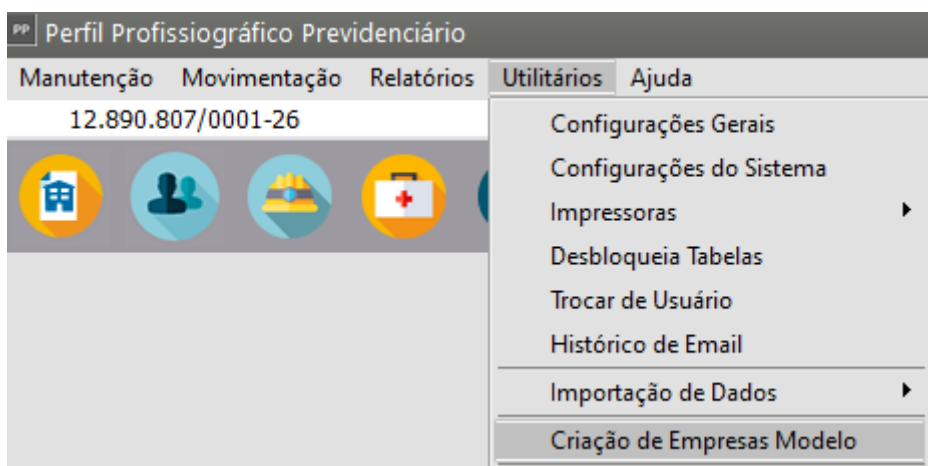 PP Perfil Profissiográfico Previdenciário
Manutenção Movimentação Relatórios Utilitários Ajuda
12.890.807/0001-26
Configurações Gerais
Configurações do Sistema
Impressoras
Desbloqueia Tabelas
Trocar de Usuário
Histórico de Email
Importação de Dados
Criação de Empresas Modelo